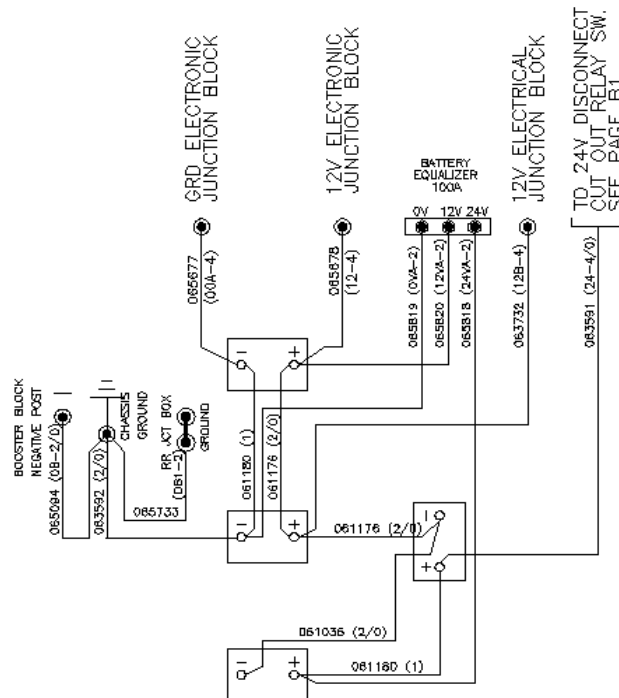 GRD ELECTRONIC
JUNCTION BLOCK
12V ELECTRONIC
JUNCTION BLOCK
BATTERY
EQUALIZER
100A
0V 12V 24V
12V ELECTRICAL
JUNCTION BLOCK
TO 24V DISCONNECT
CUT OUT RELAY SW.
SEE PAGE B1
065677
(00A-4)
065678
(12-4)
065819 (0VA-2)
065820 (12VA-2)
065818 (24VA-2)
063732 (12B-4)
063591 (24-4/0)
BOOSTER BLOCK
NEGATIVE POST
CHASSIS
GROUND
RR JCT BOX
GROUND
065094 (0B-2/0)
063592 (2/0)
065733
(0B1-2)
061180 (1)
061176 (2/0)
- +
- +
061176 (2/0)
- +
061036 (2/0)
061180 (1)
- +